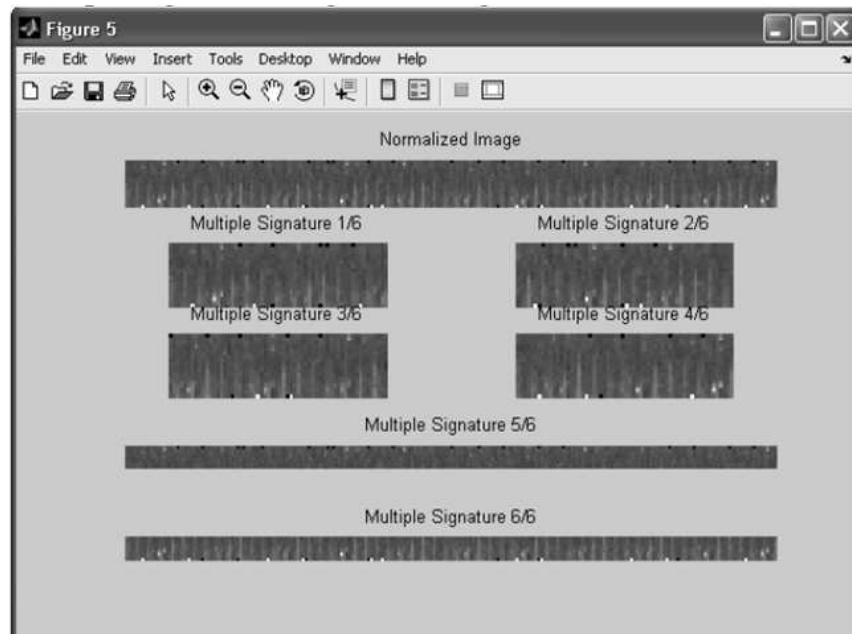 Figure 5
File Edit View Insert Tools Desktop Window Help
Normalized Image
Multiple Signature 1/6
Multiple Signature 2/6
Multiple Signature 3/6
Multiple Signature 4/6
Multiple Signature 5/6
Multiple Signature 6/6